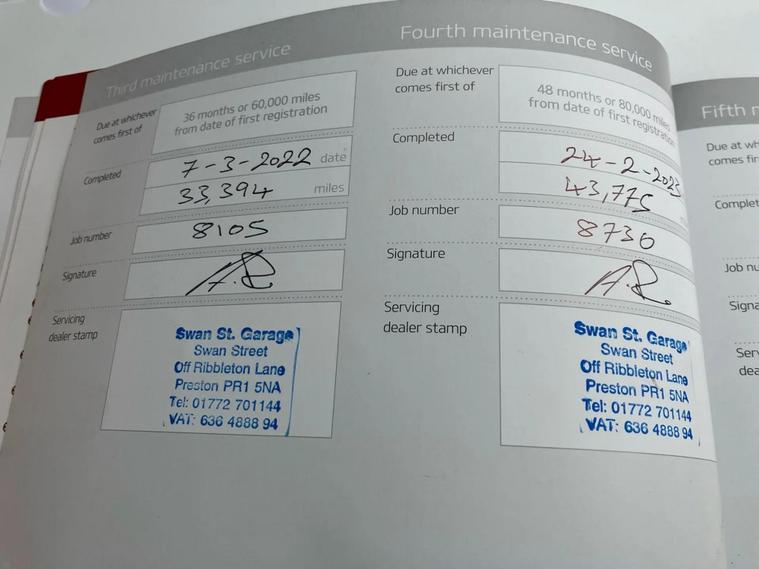 Third maintenance service
Due at whichever
comes first of
36 months or 60,000 miles
from date of first registration
Completed
7-3-2022 date
33,394 miles
Job number
8105
Signature
A.R
Servicing
dealer stamp
Swan St. Garage
Swan Street
Off Ribbleton Lane
Preston PR1 5NA
Tel: 01772 701144
VAT: 636 4888 94
Fourth maintenance service
Due at whichever
comes first of
48 months or 80,000 miles
from date of first registration
Completed
24-2-2023
43,775
Job number
8736
Signature
A.R.
Servicing
dealer stamp
Swan St. Garage
Swan Street
Off Ribbleton Lane
Preston PR1 5NA
Tel: 01772 701144
VAT: 636 4888 94
Fifth
Due at
comes
Job